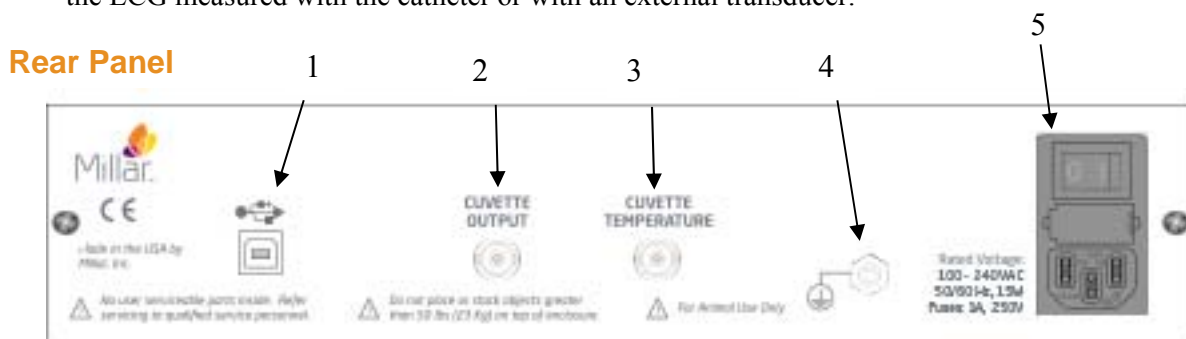 the ECG measured with the catheter or with an external transducer.
Rear Panel
1
2
3
4
5
Millar.
CE
Made in the USA by
Millar, Inc.
CUVETTE
OUTPUT
CUVETTE
TEMPERATURE
No user serviceable parts inside. Refer
servicing to qualified service personnel.
Do not place or stack objects greater
than 50 lbs (23 Kg) on top of enclosure
For Animal Use Only
Rated Voltage:
100 - 240VAC
50/60 Hz, 15W
Fuses: 1A, 250V